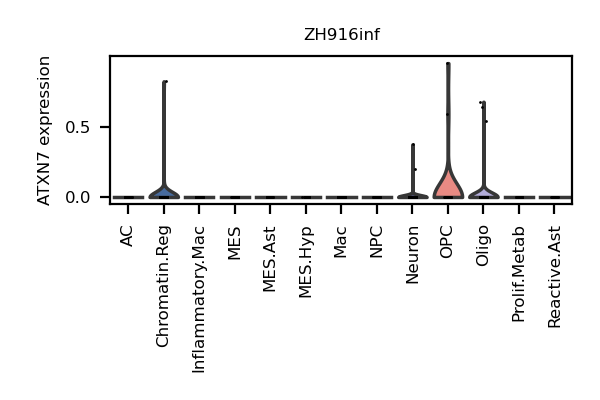 ZH916inf
ATXN7 expression
0.5
0.0
AC
Chromatin.Reg
Inflammatory.Mac
MES
MES.Ast
MES.Hyp
Mac
NPC
Neuron
OPC
Oligo
Prolif.Metab
Reactive.Ast